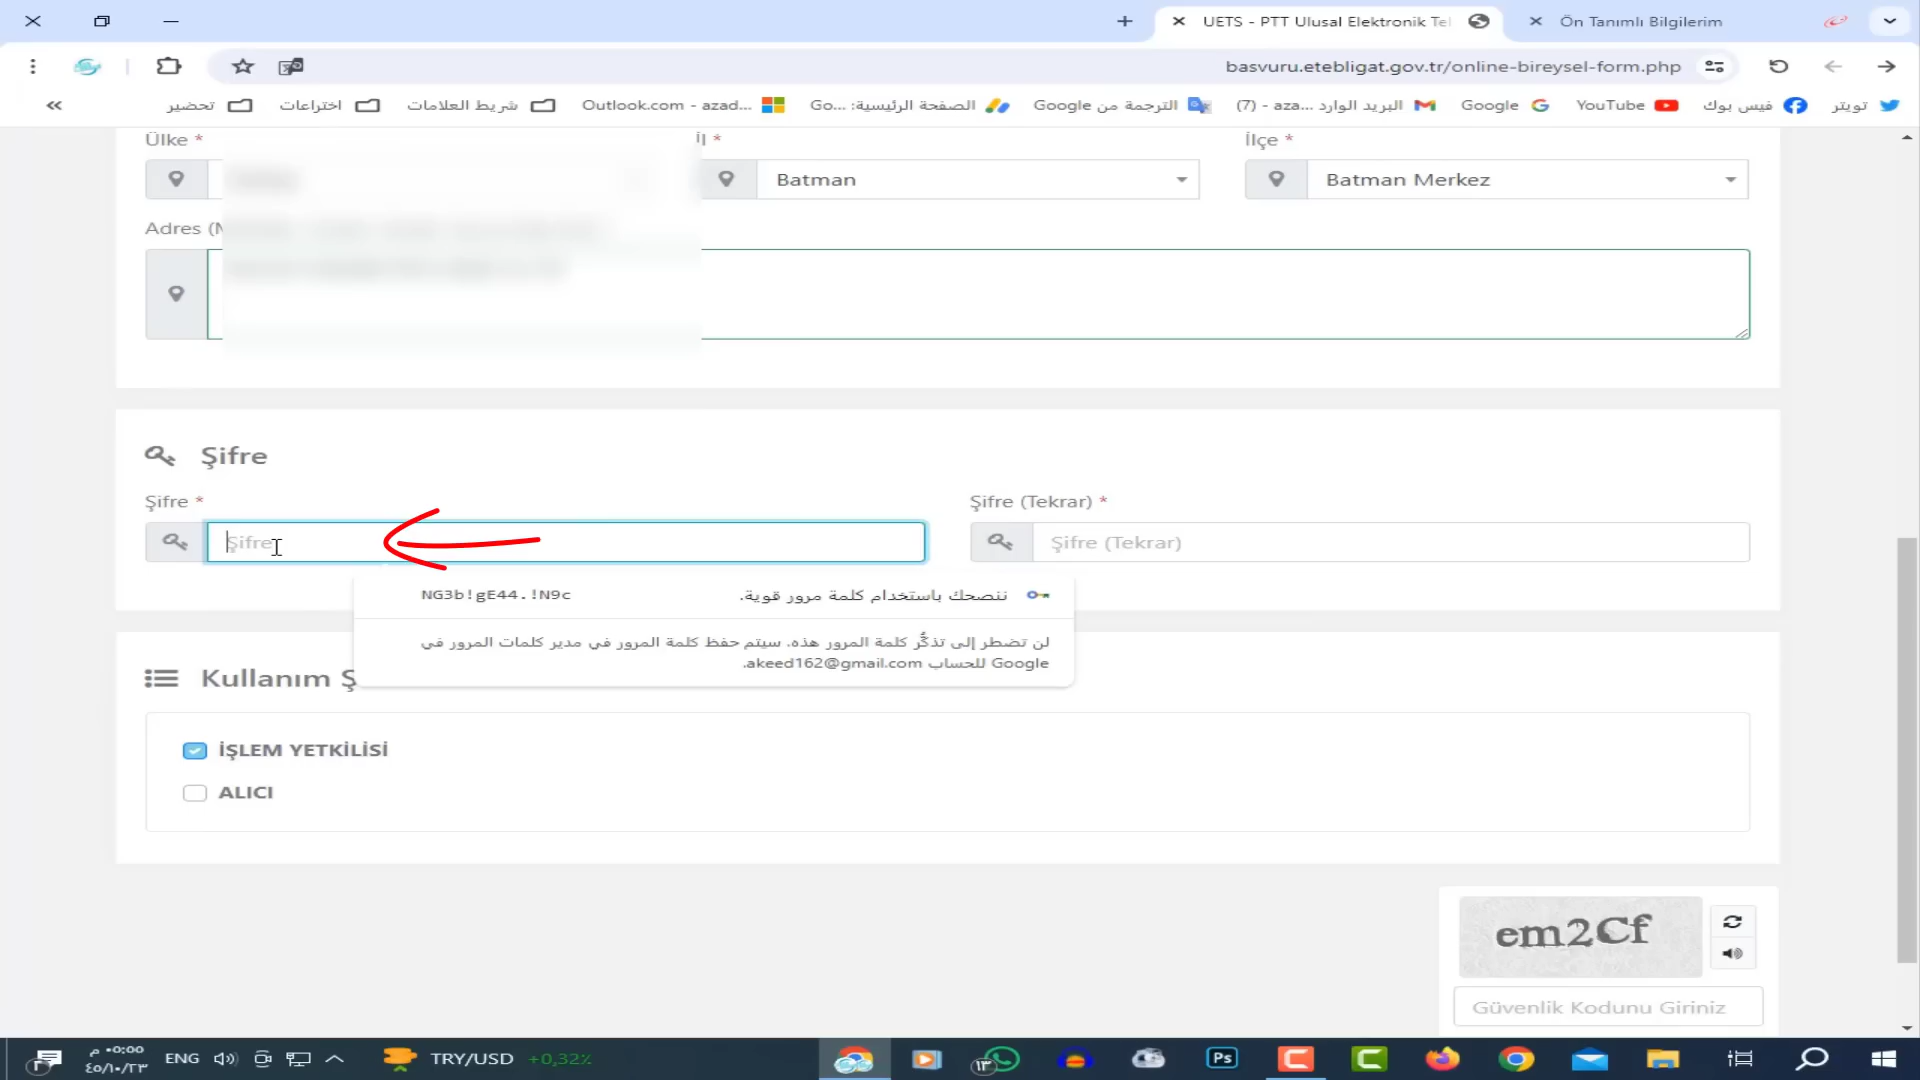 UETS - PTT Ulusal Elektronik Tel
Ön Tanımlı Bilgilerim
basvuru.etebligat.gov.tr/online-bireysel-form.php
تحضير
اختراعات
شريط العلامات
Outlook.com - azad...
الصفحة الرئيسية: Go...
الترجمة من Google
البريد الوارد (7) - aza...
Google
YouTube
فيس بوك
تويتر
Ülke *
İl *
İlçe *
Batman
Batman Merkez
Adres (M
Şifre
Şifre *
Şifre (Tekrar) *
Şifre
Şifre (Tekrar)
ننصحك باستخدام كلمة مرور قوية.
NG3b!gE44.!N9c
لن تضطر إلى تذكُّر كلمة المرور هذه. سيتم حفظ كلمة المرور في مدير كلمات المرور في
Google للحساب akeed162@gmail.com.
Kullanım Ş
İŞLEM YETKİLİSİ
ALICI
em2Cf
Güvenlik Kodunu Giriniz
ENG
TRY/USD +0,32%
Ps
١٣